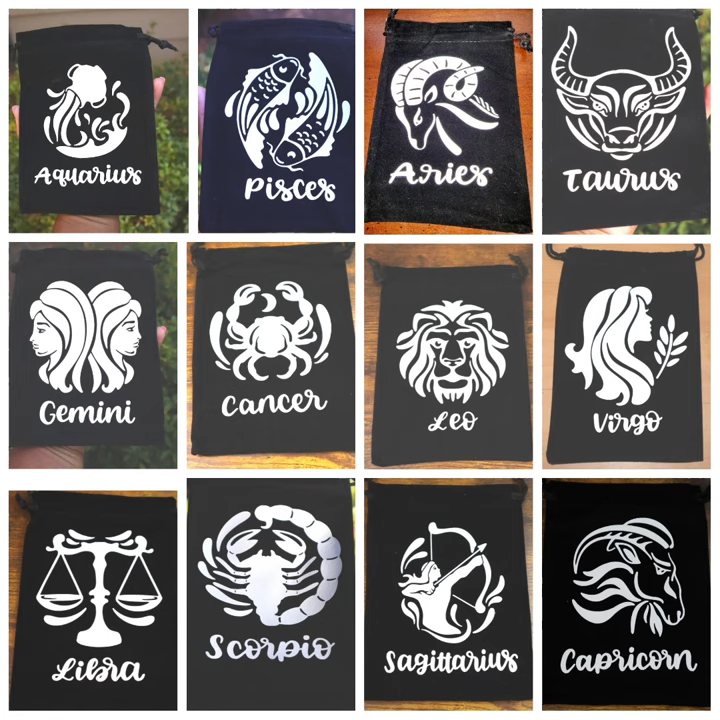 Aquarius
Pisces
Aries
Taurus
Gemini
Cancer
Leo
Virgo
Libra
Scorpio
Sagittarius
Capricorn